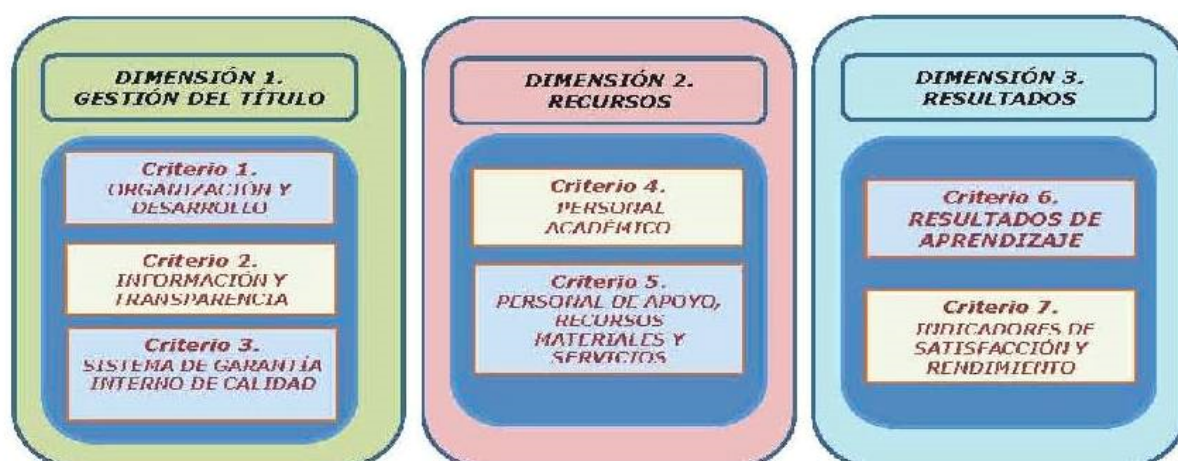 DIMENSIÓN 1.
GESTIÓN DEL TÍTULO
Criterio 1.
ORGANIZACIÓN Y
DESARROLLO
Criterio 2.
INFORMACIÓN Y
TRANSPARENCIA
Criterio 3.
SISTEMA DE GARANTÍA
INTERNO DE CALIDAD
DIMENSIÓN 2.
RECURSOS
Criterio 4.
PERSONAL
ACADÉMICO
Criterio 5.
PERSONAL DE APOYO,
RECURSOS
MATERIALES Y
SERVICIOS
DIMENSIÓN 3.
RESULTADOS
Criterio 6.
RESULTADOS DE
APRENDIZAJE
Criterio 7.
INDICADORES DE
SATISFACCIÓN Y
RENDIMIENTO